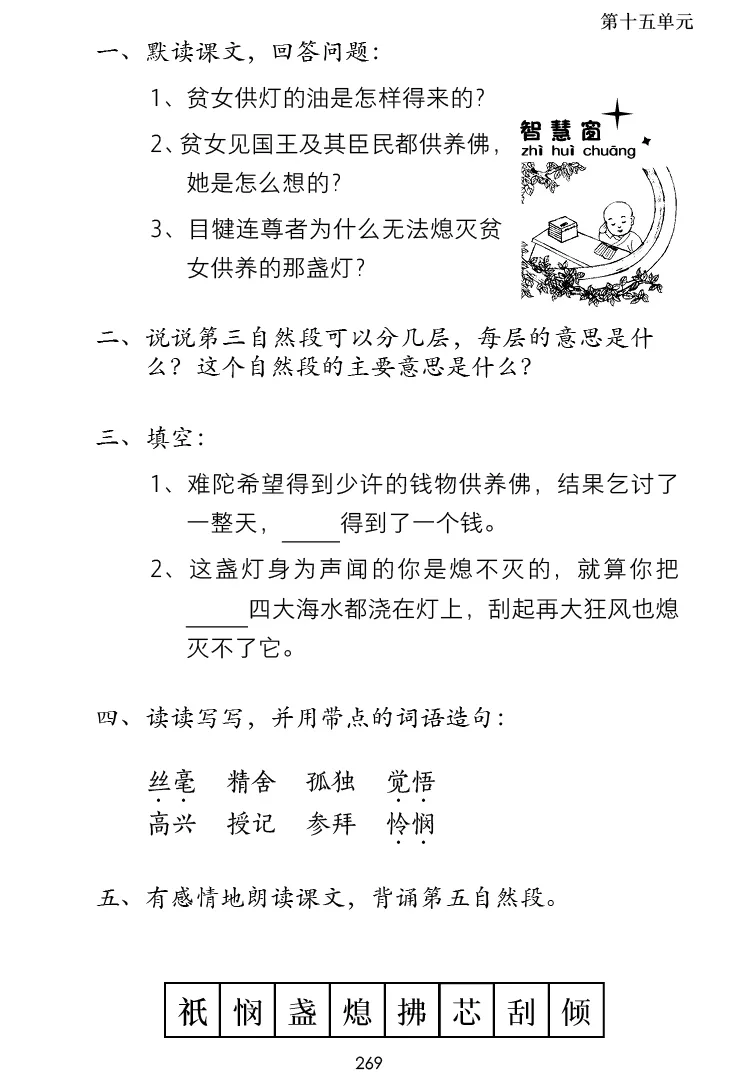 第十五单元
一、默读课文，回答问题：
1、贫女供灯的油是怎样得来的？
2、贫女见国王及其臣民都供养佛，
她是怎么想的？
3、目犍连尊者为什么无法熄灭贫
女供养的那盏灯？
智慧窗
zhì huì chuāng
二、说说第三自然段可以分几层，每层的意思是什
么？这个自然段的主要意思是什么？
三、填空：
1、难陀希望得到少许的钱物供养佛，结果乞讨了
一整天，_____得到了一个钱。
2、这盏灯身为声闻的你是熄不灭的，就算你把
_____四大海水都浇在灯上，刮起再大狂风也熄
灭不了它。
四、读读写写，并用带点的词语造句：
丝毫 精舍 孤独 觉悟
高兴 授记 参拜 怜悯
五、有感情地朗读课文，背诵第五自然段。
祇 悯 盏 熄 拂 芯 刮 倾
269